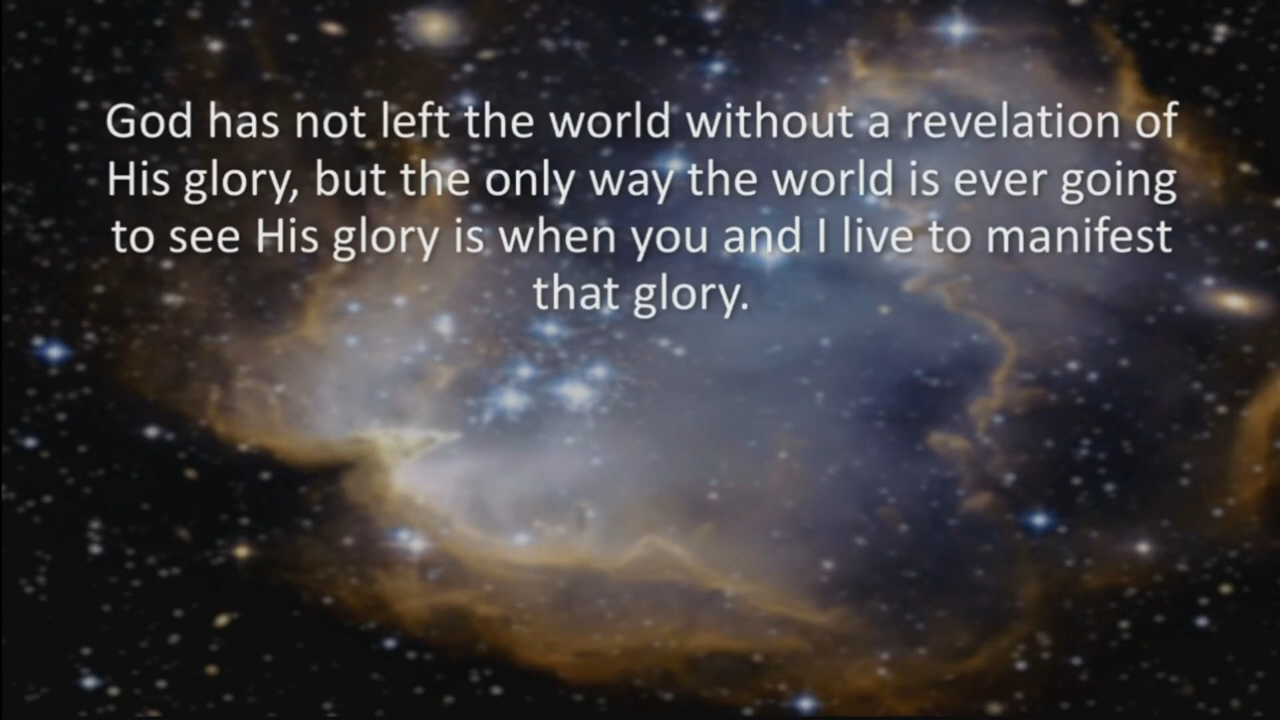 God has not left the world without a revelation of
His glory, but the only way the world is ever going
to see His glory is when you and I live to manifest
that glory.